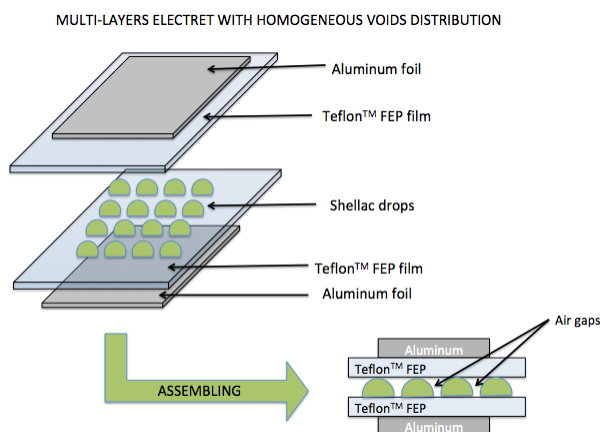 MULTI-LAYERS ELECTRET WITH HOMOGENEOUS VOIDS DISTRIBUTION
Aluminum foil
Teflon™ FEP film
Shellac drops
Teflon™ FEP film
Aluminum foil
Air gaps
Aluminum
Teflon™ FEP
ASSEMBLING
Teflon™ FEP
Aluminum